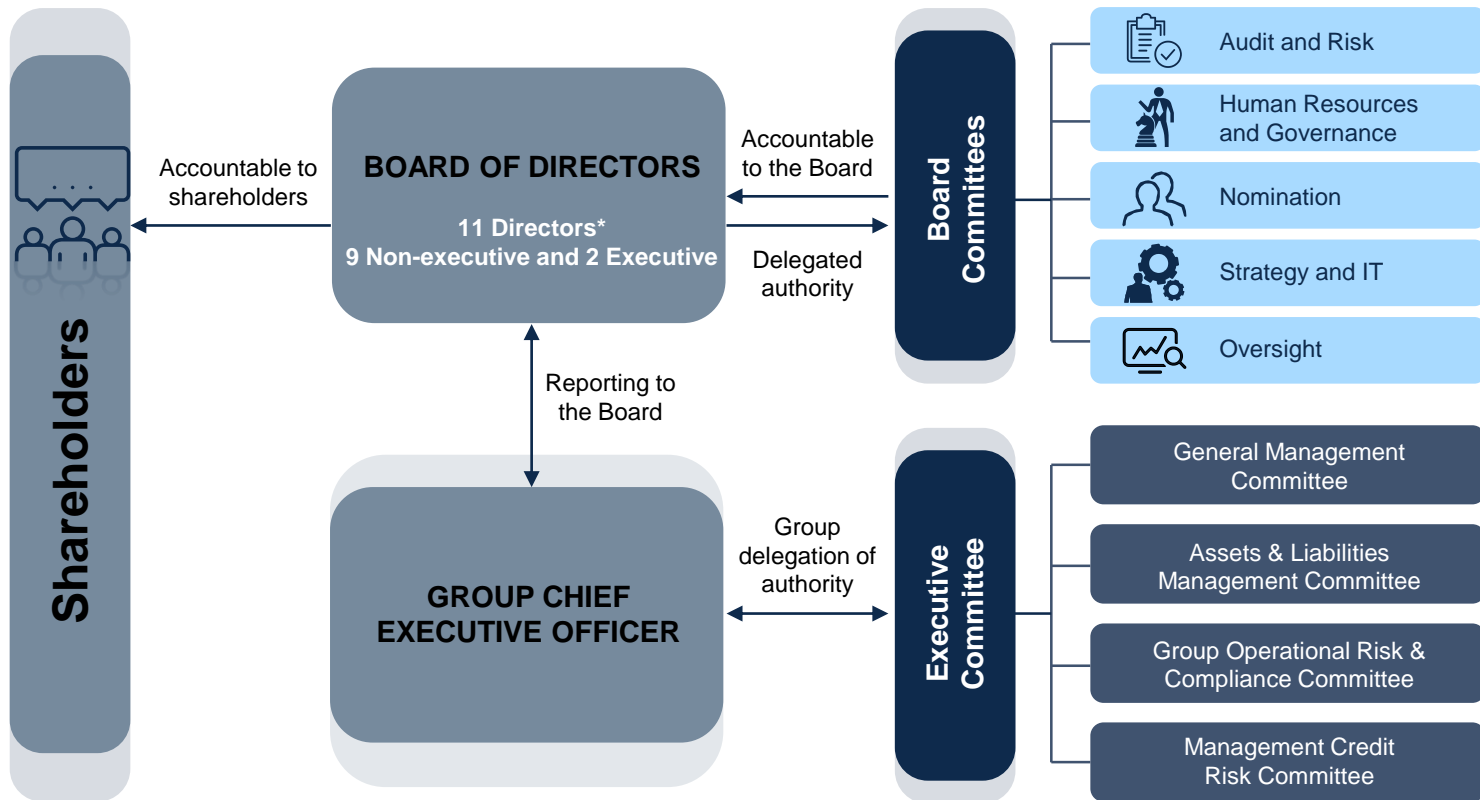 Shareholders
Accountable to
shareholders
BOARD OF DIRECTORS
11 Directors*
9 Non-executive and 2 Executive
Accountable
to the Board
Delegated
authority
Board
Committees
Audit and Risk
Human Resources
and Governance
Nomination
Strategy and IT
Oversight
Reporting to
the Board
GROUP CHIEF
EXECUTIVE OFFICER
Group
delegation of
authority
Executive
Committee
General Management
Committee
Assets & Liabilities
Management Committee
Group Operational Risk &
Compliance Committee
Management Credit
Risk Committee